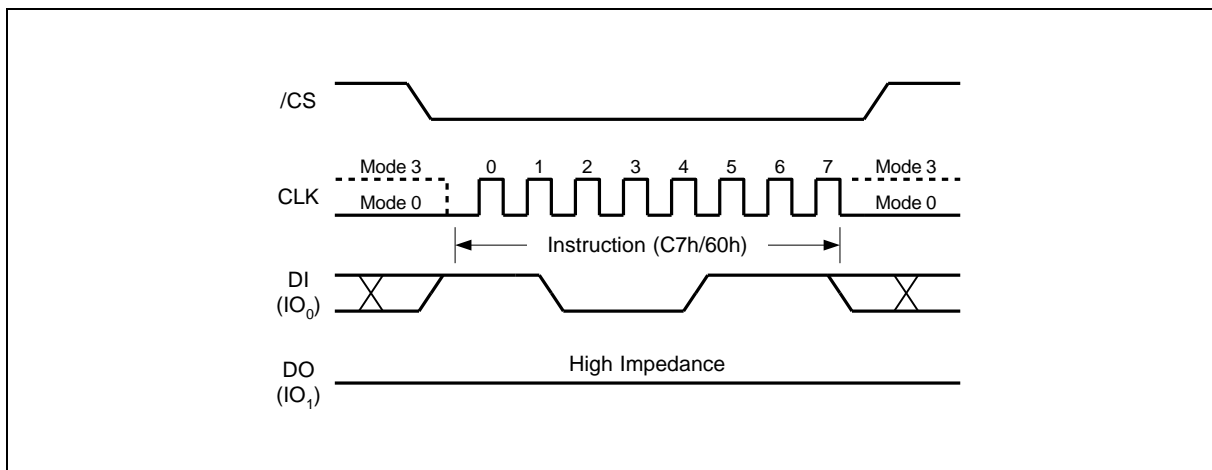 /CS
Mode 3 0 1 2 3 4 5 6 7 Mode 3
CLK
Mode 0 Mode 0
Instruction (C7h/60h)
DI
(IO0)
High Impedance
DO
(IO1)